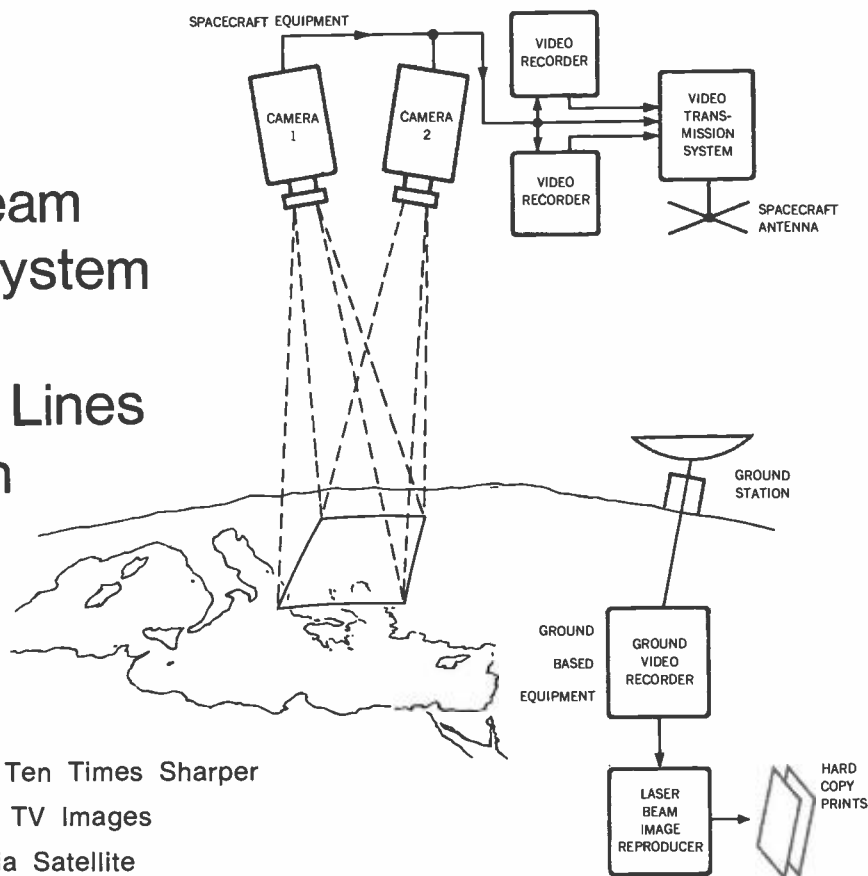 SPACECRAFT EQUIPMENT
CAMERA
1
CAMERA
2
VIDEO
RECORDER
VIDEO
RECORDER
VIDEO
TRANS-
MISSION
SYSTEM
SPACECRAFT
ANTENNA
eam
ystem
Lines
n
GROUND
STATION
GROUND
BASED
EQUIPMENT
GROUND
VIDEO
RECORDER
LASER
BEAM
IMAGE
REPRODUCER
HARD
COPY
PRINTS
Ten Times Sharper
TV Images
ia Satellite